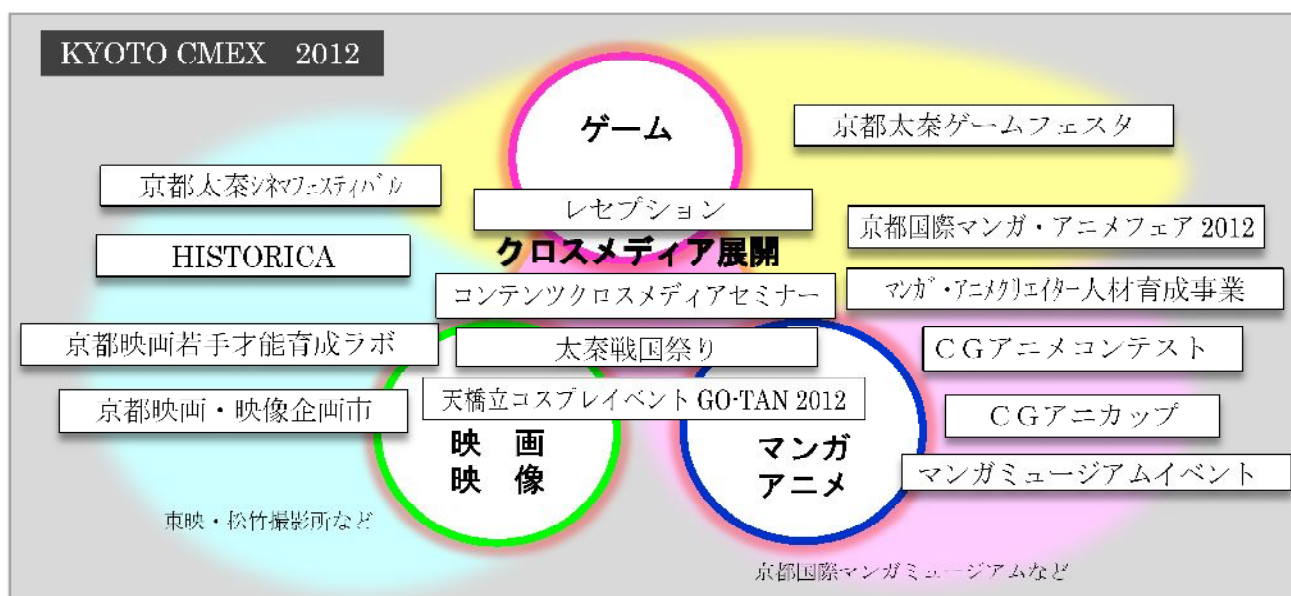 KYOTO CMEX 2012
ゲーム
京都太秦ゲームフェスタ
京都太秦ｼﾈﾏﾌｪｽﾃｨﾊﾞﾙ
レセプション
京都国際マンガ・アニメフェア 2012
HISTORICA
クロスメディア展開
コンテンツクロスメディアセミナー
ﾏﾝｶﾞ・ｱﾆﾒｸﾘｴｲﾀｰ人材育成事業
京都映画若手才能育成ラボ
太秦戦国祭り
ＣＧアニメコンテスト
京都映画・映像企画市
天橋立コスプレイベント GO-TAN 2012
ＣＧアニカップ
映　画
映　像
マンガ
アニメ
マンガミュージアムイベント
東映・松竹撮影所など
京都国際マンガミュージアムなど